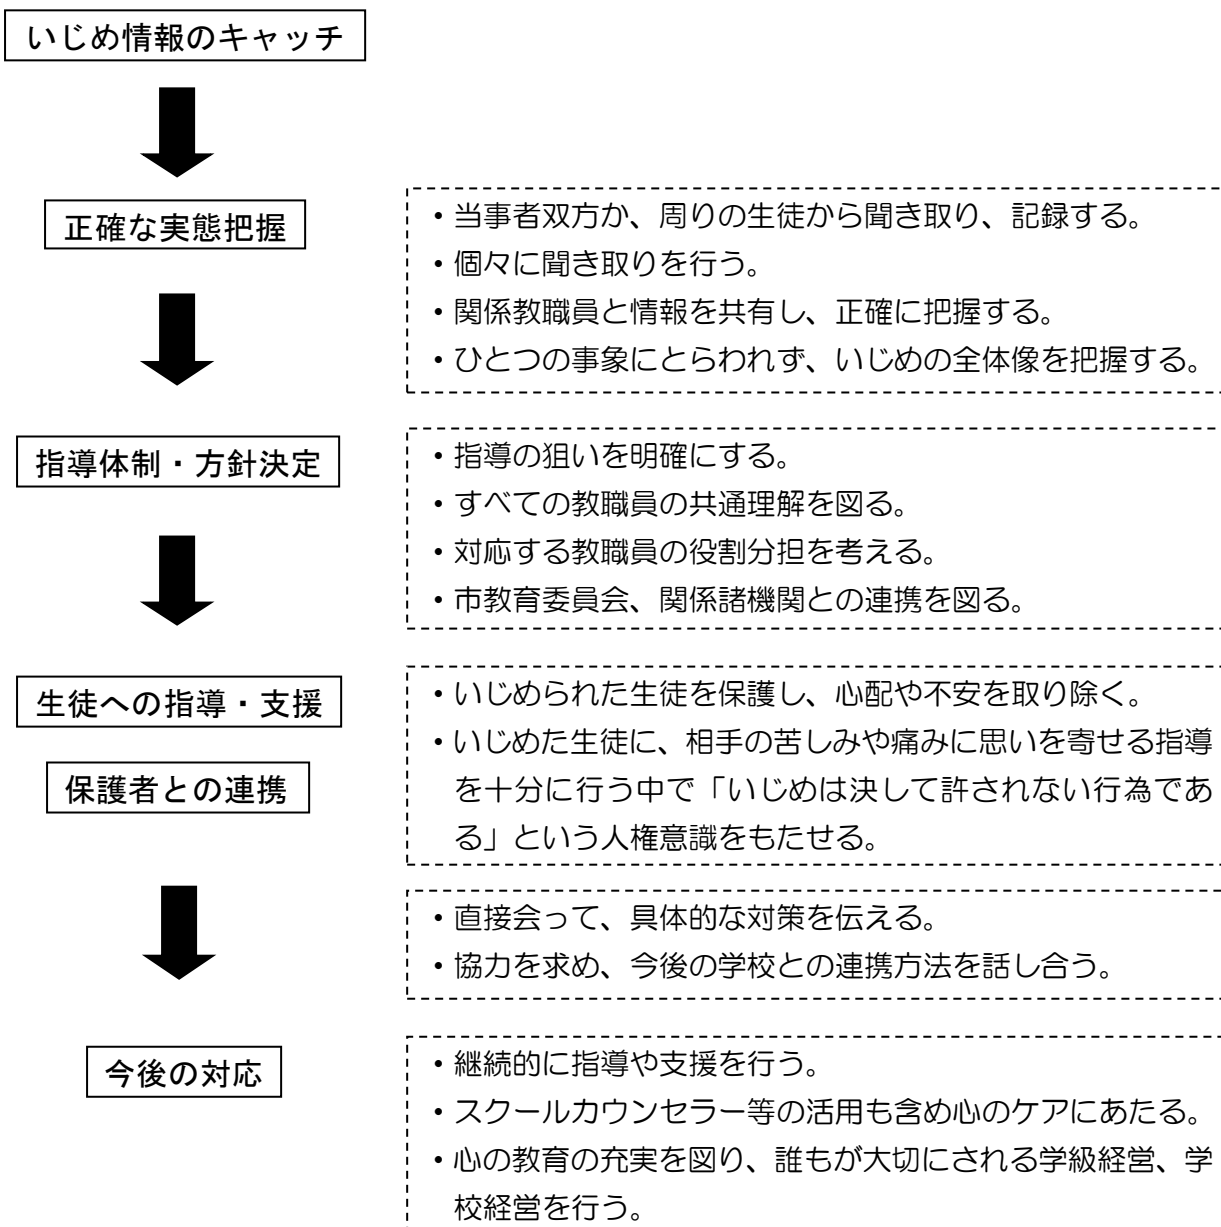 いじめ情報のキャッチ
正確な実態把握
・当事者双方か、周りの生徒から聞き取り、記録する。
・個々に聞き取りを行う。
・関係教職員と情報を共有し、正確に把握する。
・ひとつの事象にとらわれず、いじめの全体像を把握する。
指導体制・方針決定
・指導の狙いを明確にする。
・すべての教職員の共通理解を図る。
・対応する教職員の役割分担を考える。
・市教育委員会、関係諸機関との連携を図る。
生徒への指導・支援
・いじめられた生徒を保護し、心配や不安を取り除く。
・いじめた生徒に、相手の苦しみや痛みに思いを寄せる指導
を十分に行う中で「いじめは決して許されない行為であ
る」という人権意識をもたせる。
保護者との連携
・直接会って、具体的な対策を伝える。
・協力を求め、今後の学校との連携方法を話し合う。
今後の対応
・継続的に指導や支援を行う。
・スクールカウンセラー等の活用も含め心のケアにあたる。
・心の教育の充実を図り、誰もが大切にされる学級経営、学
校経営を行う。